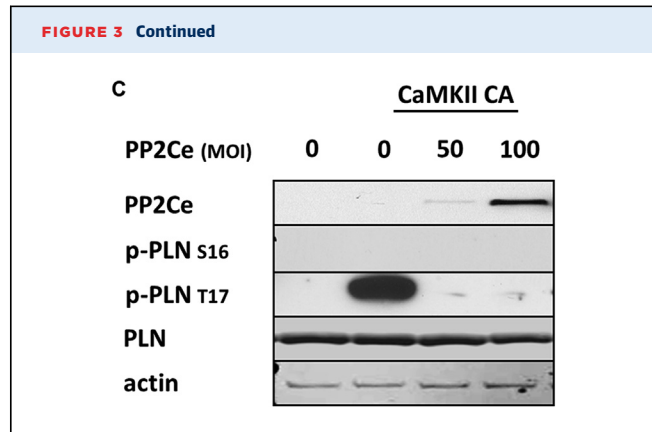 FIGURE 3 Continued
C
CaMKII CA
PP2Ce (MOI) 0 0 50 100
PP2Ce
p-PLN S16
p-PLN T17
PLN
actin